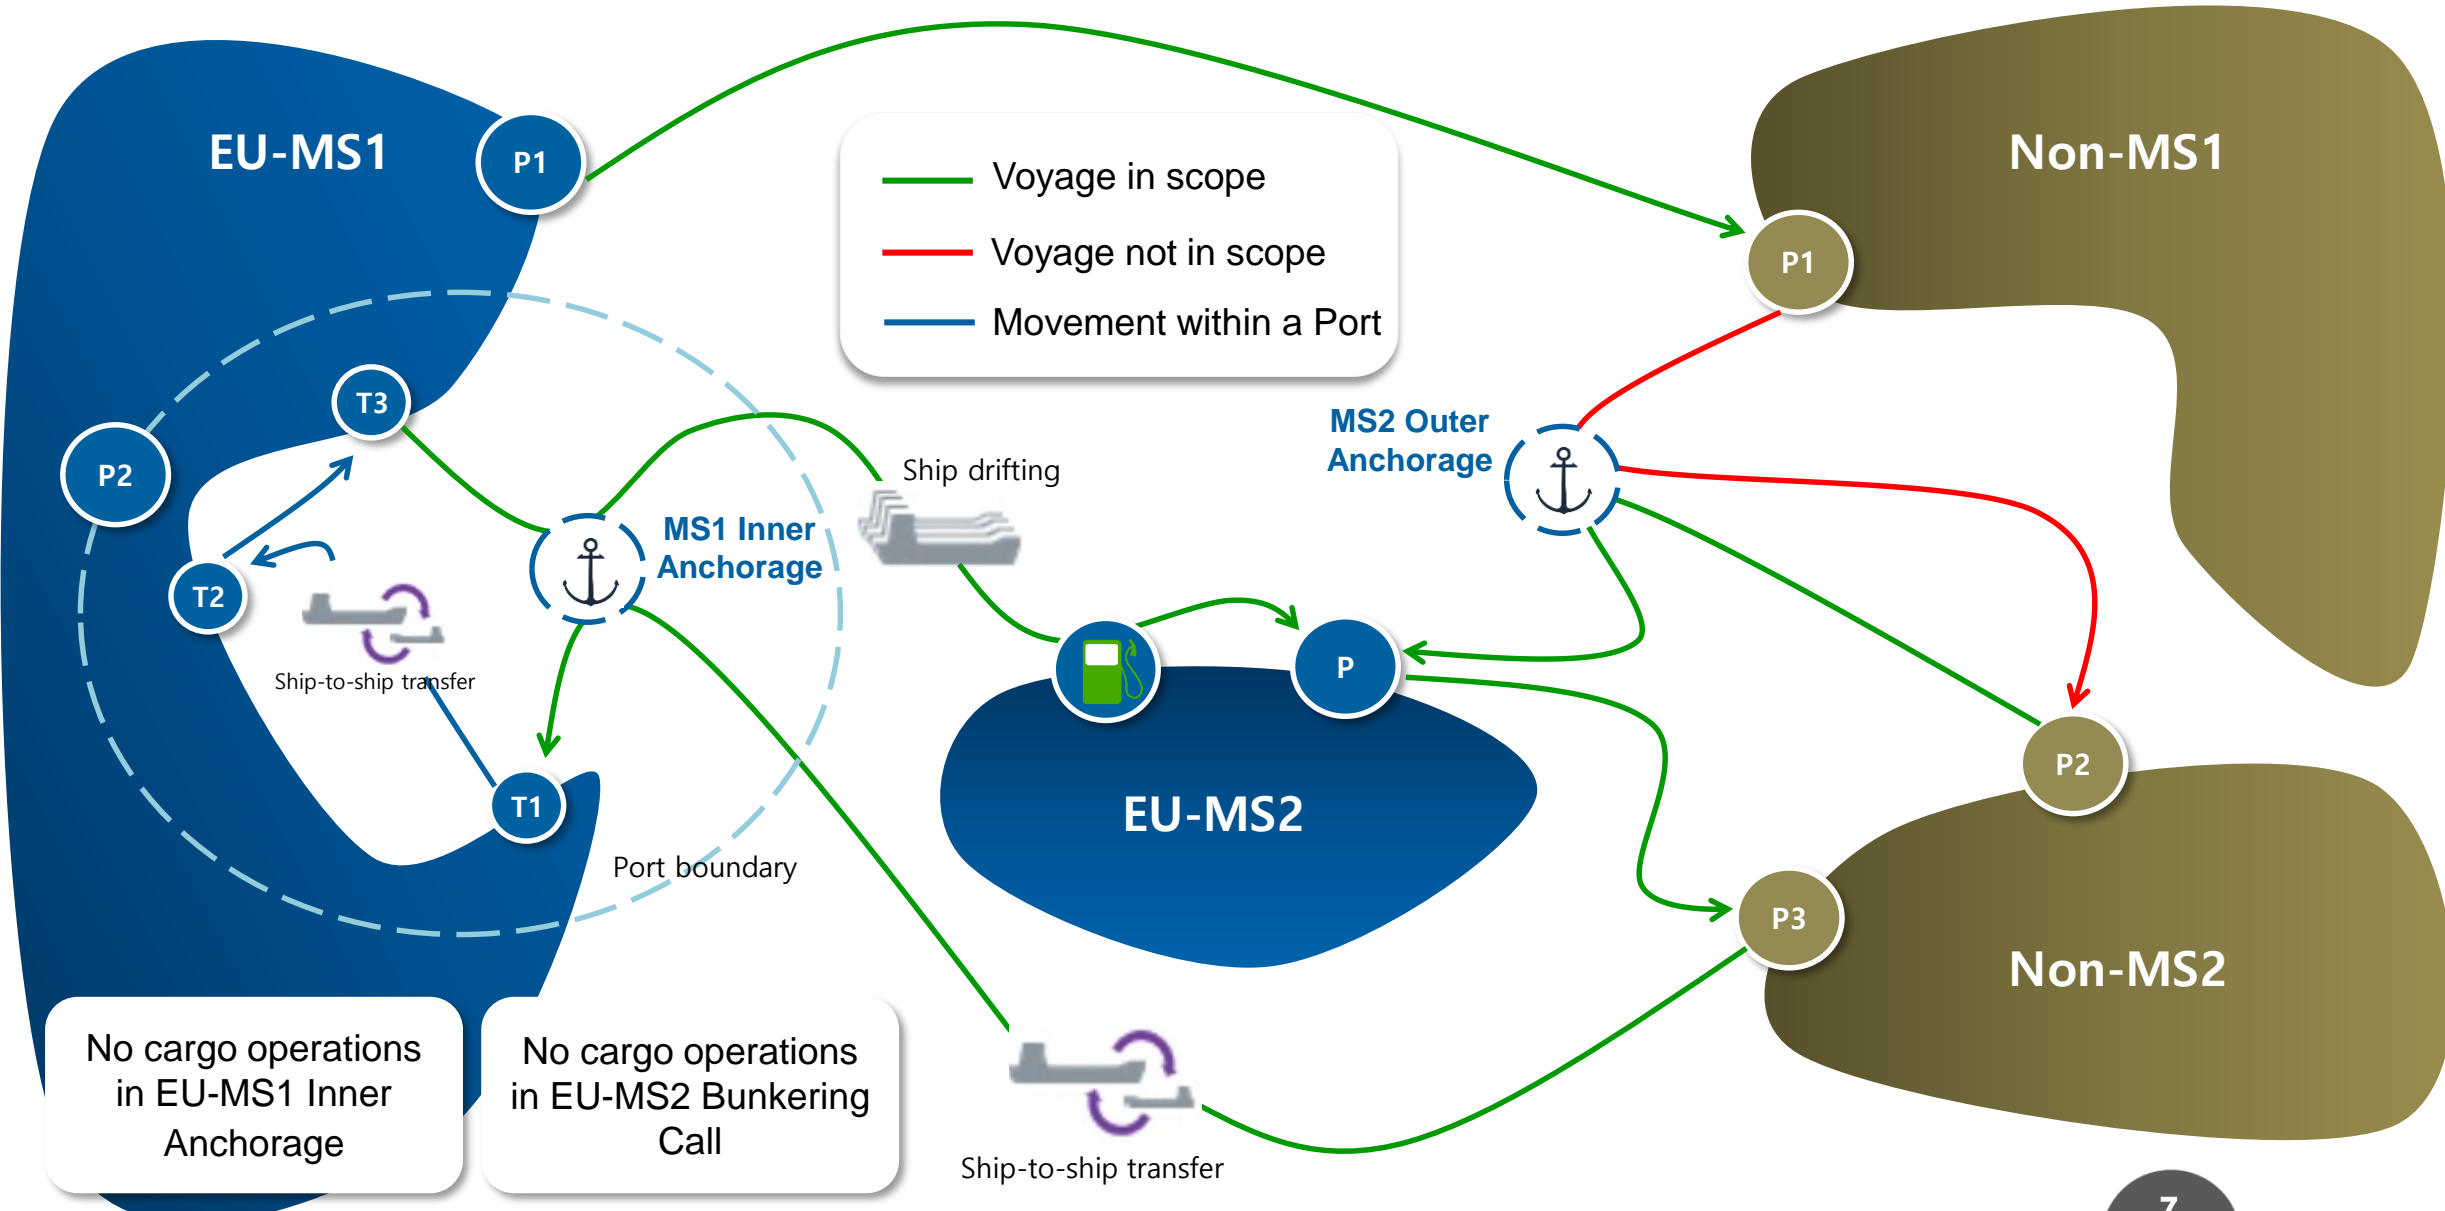 EU-MS1
P1
Non-MS1
Voyage in scope
Voyage not in scope
Movement within a Port
P1
T3
MS2 Outer
Anchorage
P2
Ship drifting
MS1 Inner
Anchorage
T2
Ship-to-ship transfer
P
P2
T1
EU-MS2
Port boundary
P3
Non-MS2
No cargo operations
in EU-MS1 Inner
Anchorage
No cargo operations
in EU-MS2 Bunkering
Call
Ship-to-ship transfer
7